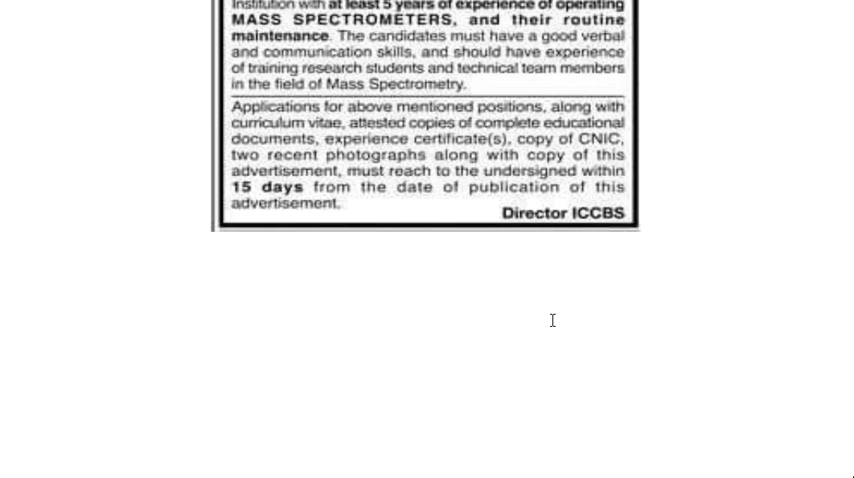 Institution with at least 5 years of experience of operating
MASS SPECTROMETERS, and their routine
maintenance. The candidates must have a good verbal
and communication skills, and should have experience
of training research students and technical team members
in the field of Mass Spectrometry.
Applications for above mentioned positions, along with
curriculum vitae, attested copies of complete educational
documents, experience certificate(s), copy of CNIC,
two recent photographs along with copy of this
advertisement, must reach to the undersigned within
15 days from the date of publication of this
advertisement.
Director ICCBS